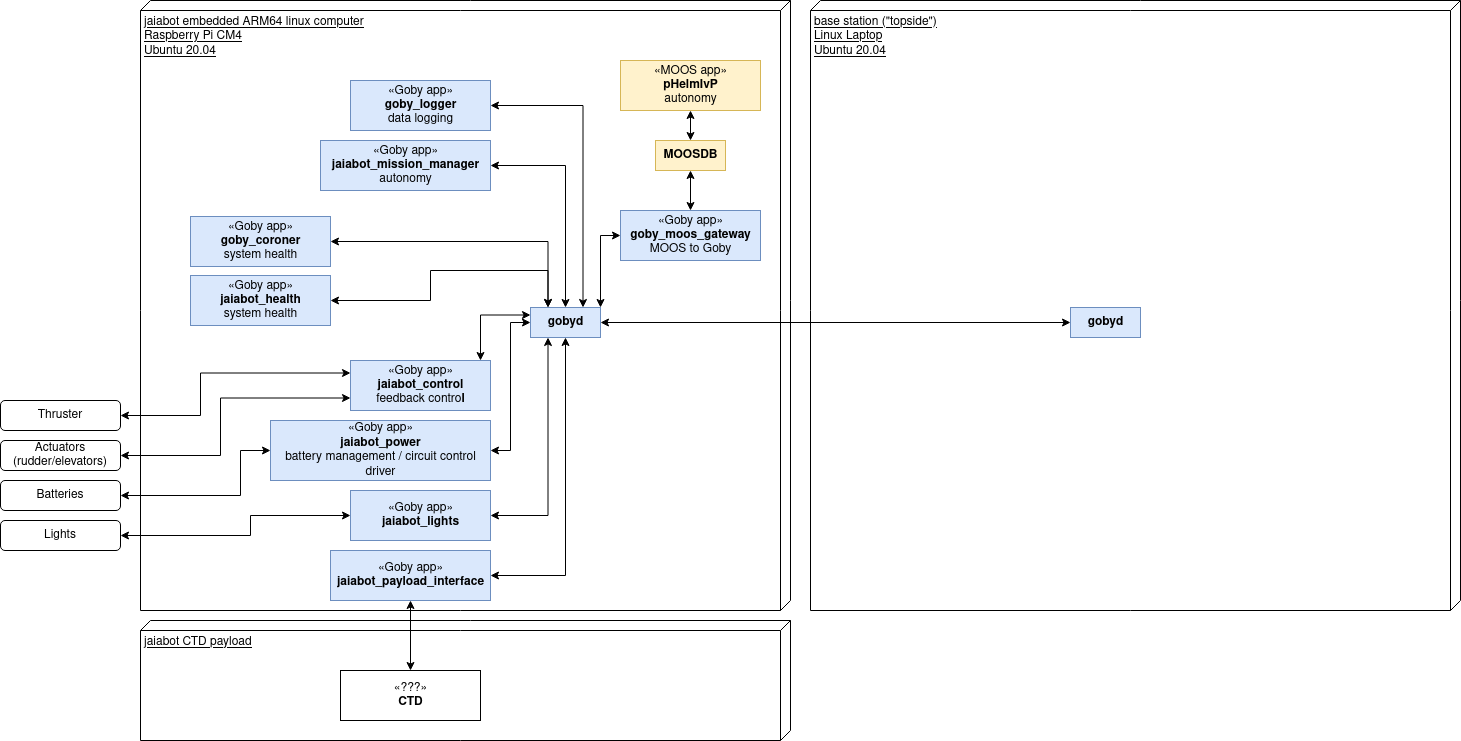 jaiabot embedded ARM64 linux computer
Raspberry Pi CM4
Ubuntu 20.04
base station ("topside")
Linux Laptop
Ubuntu 20.04
«MOOS app»
pHelmIvP
autonomy
«Goby app»
goby_logger
data logging
MOOSDB
«Goby app»
jaiabot_mission_manager
autonomy
«Goby app»
goby_moos_gateway
MOOS to Goby
«Goby app»
goby_coroner
system health
«Goby app»
jaiabot_health
system health
gobyd
gobyd
«Goby app»
jaiabot_control
feedback control
Thruster
Actuators
(rudder/elevators)
«Goby app»
jaiabot_power
battery management / circuit control
driver
Batteries
«Goby app»
jaiabot_lights
Lights
«Goby app»
jaiabot_payload_interface
jaiabot CTD payload
«???»
CTD